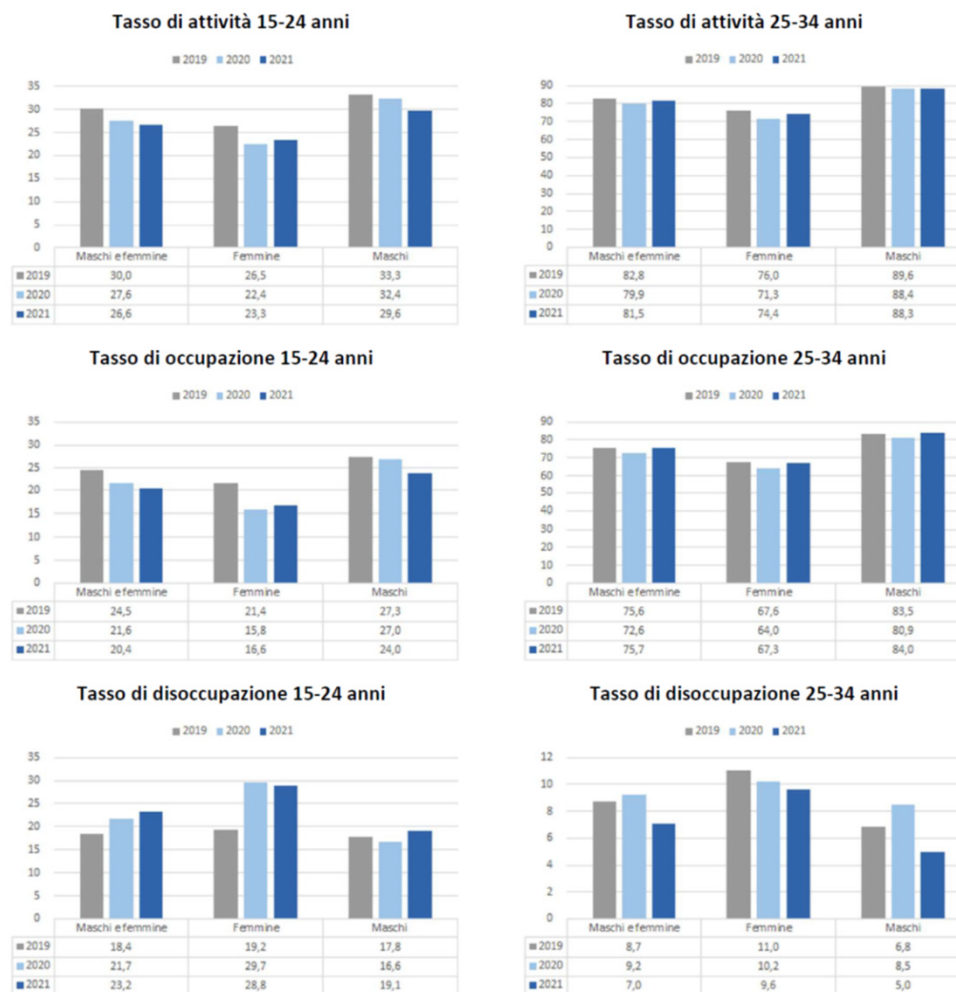 Tasso di attività 15-24 anni
2019 2020 2021
35
30
25
20
15
10
5
0
Maschi e femmine Femmine Maschi
2019 30,0 26,5 33,3
2020 27,6 22,4 32,4
2021 26,6 23,3 29,6
Tasso di attività 25-34 anni
2019 2020 2021
90
80
70
60
50
40
30
20
10
0
Maschi e femmine Femmine Maschi
2019 82,8 76,0 89,6
2020 79,9 71,3 88,4
2021 81,5 74,4 88,3
Tasso di occupazione 15-24 anni
2019 2020 2021
35
30
25
20
15
10
5
0
Maschi e femmine Femmine Maschi
2019 24,5 21,4 27,3
2020 21,6 15,8 27,0
2021 20,4 16,6 24,0
Tasso di occupazione 25-34 anni
2019 2020 2021
90
80
70
60
50
40
30
20
10
0
Maschi e femmine Femmine Maschi
2019 75,6 67,6 83,5
2020 72,6 64,0 80,9
2021 75,7 67,3 84,0
Tasso di disoccupazione 15-24 anni
2019 2020 2021
35
30
25
20
15
10
5
0
Maschi e femmine Femmine Maschi
2019 18,4 19,2 17,8
2020 21,7 29,7 16,6
2021 23,2 28,8 19,1
Tasso di disoccupazione 25-34 anni
2019 2020 2021
12
10
8
6
4
2
0
Maschi e femmine Femmine Maschi
2019 8,7 11,0 6,8
2020 9,2 10,2 8,5
2021 7,0 9,6 5,0